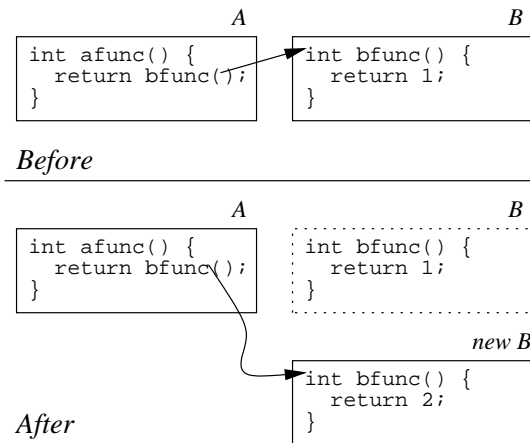 A
int afunc() {
return bfunc();
}
B
int bfunc() {
return 1;
}
Before
A
int afunc() {
return bfunc();
}
B
int bfunc() {
return 1;
}
new B
int bfunc() {
return 2;
}
After